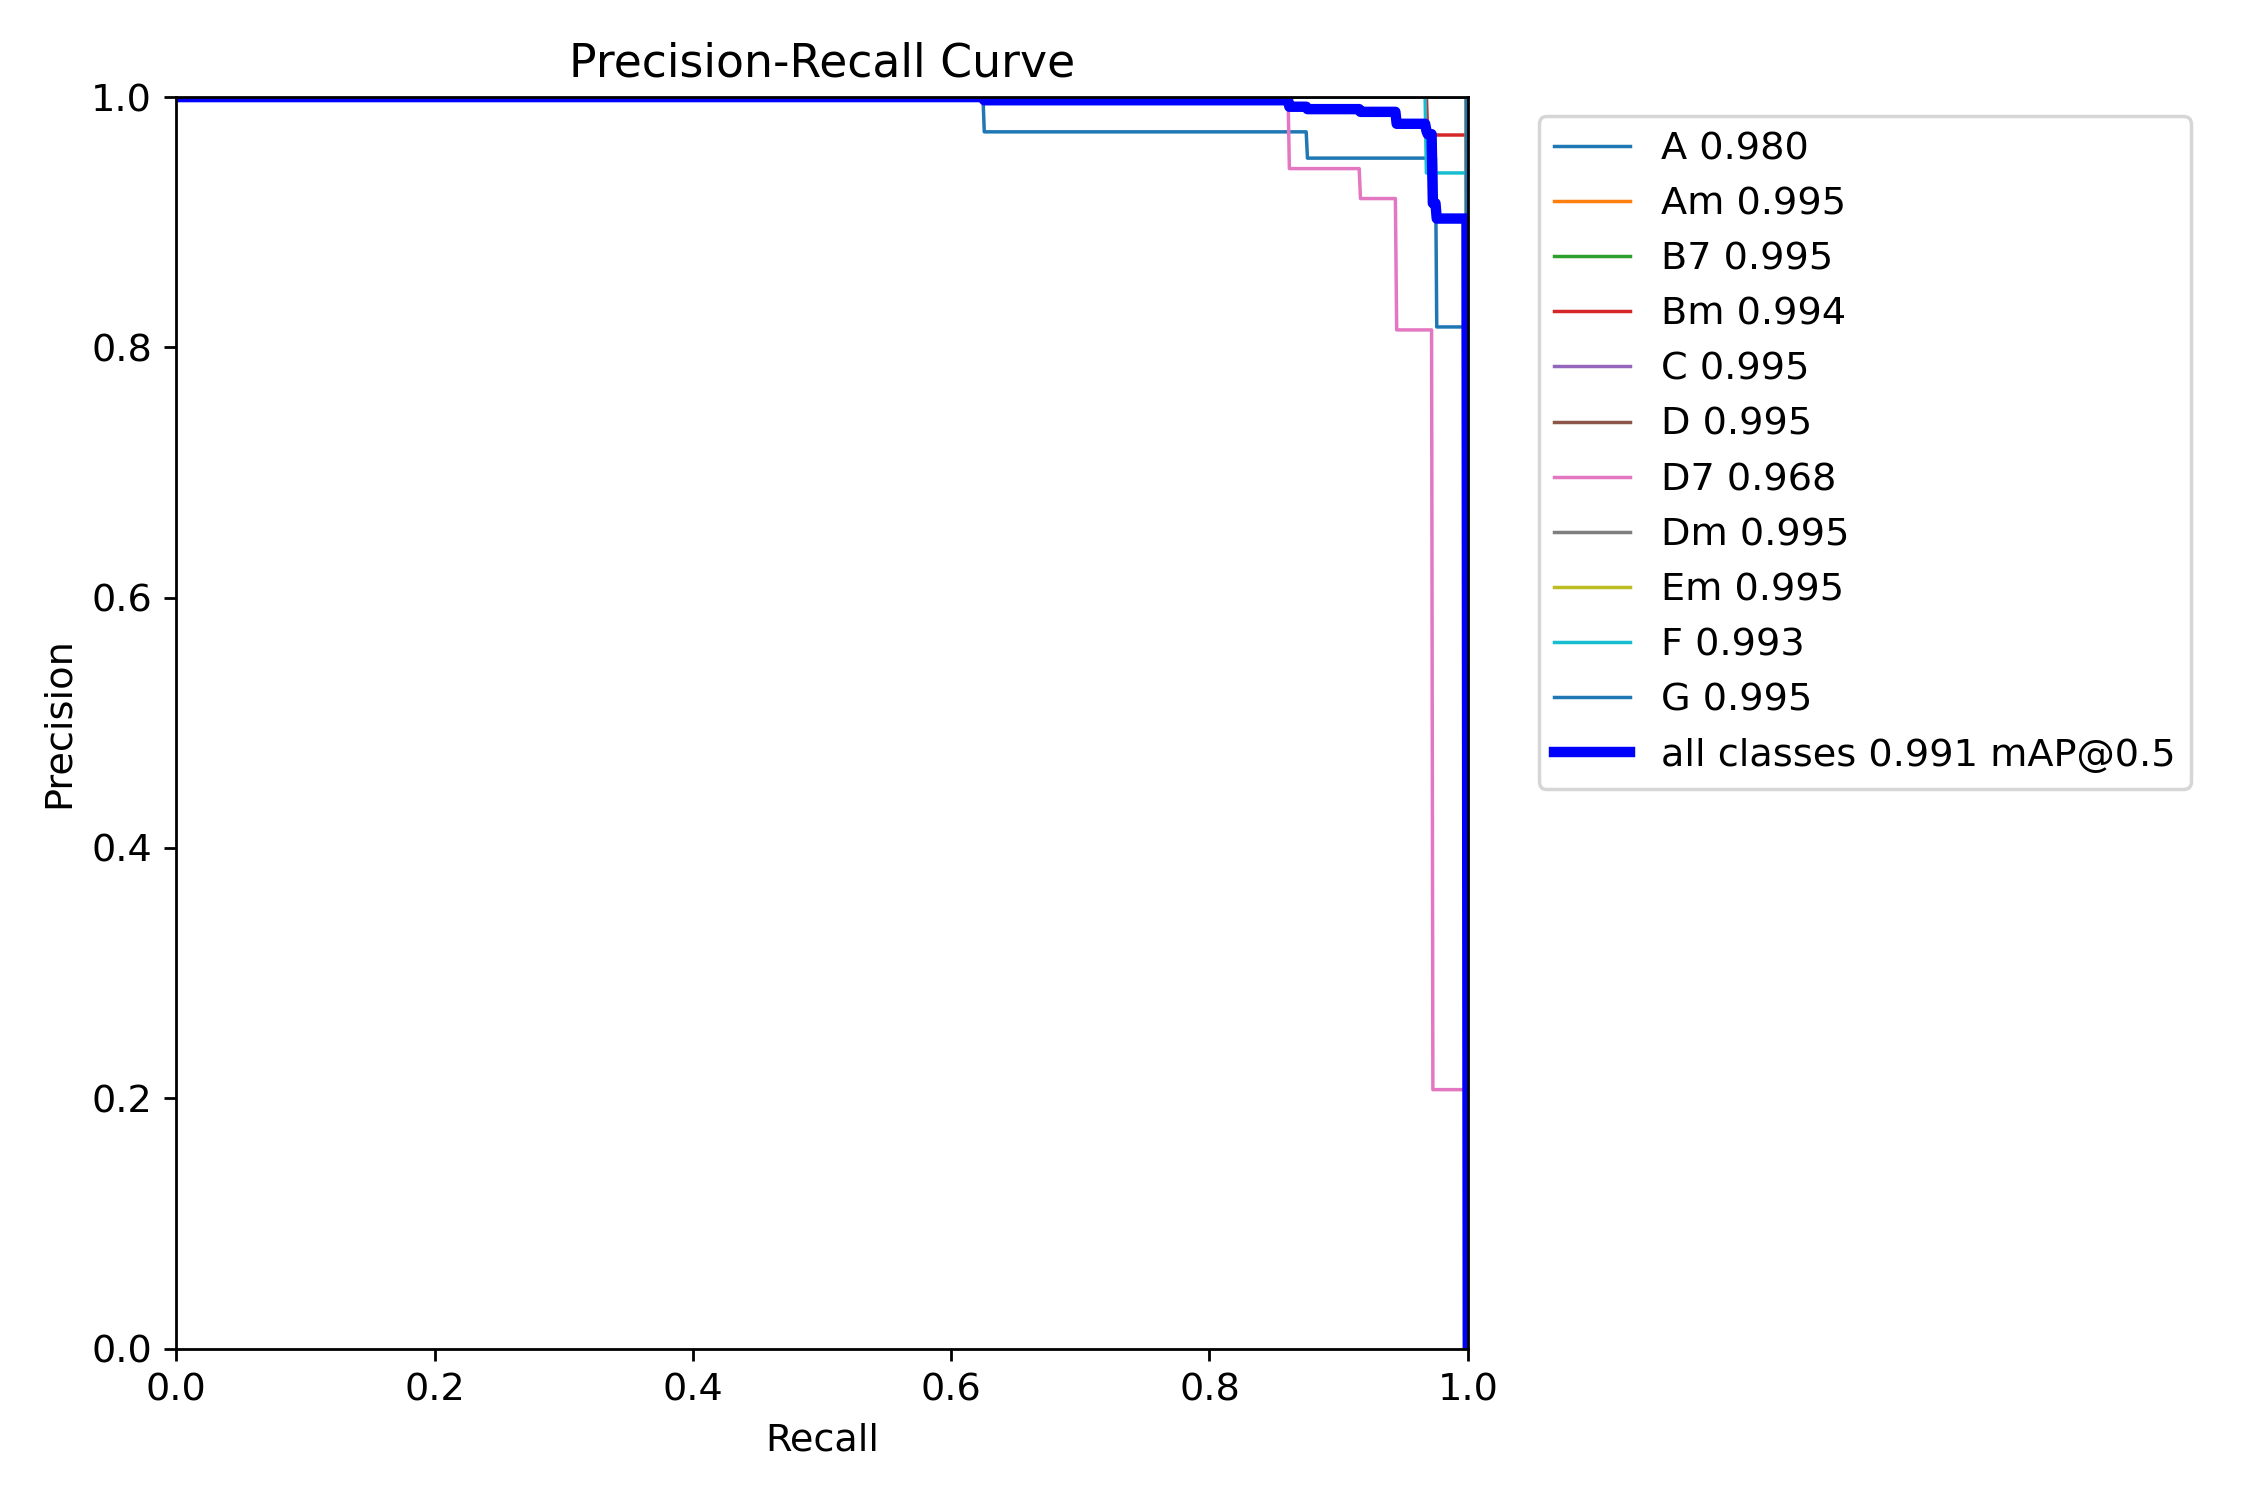 Precision-Recall Curve
1.0
0.8
0.6
0.4
0.2
0.0
Precision
0.0 0.2 0.4 0.6 0.8 1.0
Recall
A 0.980
Am 0.995
B7 0.995
Bm 0.994
C 0.995
D 0.995
D7 0.968
Dm 0.995
Em 0.995
F 0.993
G 0.995
all classes 0.991 mAP@0.5